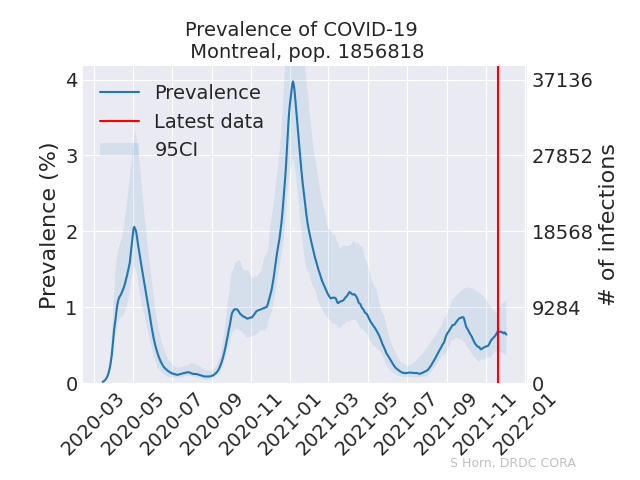 Prevalence of COVID-19
Montreal, pop. 1856818
Prevalence (%)
4
3
2
1
0
Prevalence
Latest data
95CI
37136
27852
18568
9284
0
# of infections
2020-03
2020-05
2020-07
2020-09
2020-11
2021-01
2021-03
2021-05
2021-07
2021-09
2021-11
2022-01
S Horn, DRDC CORA